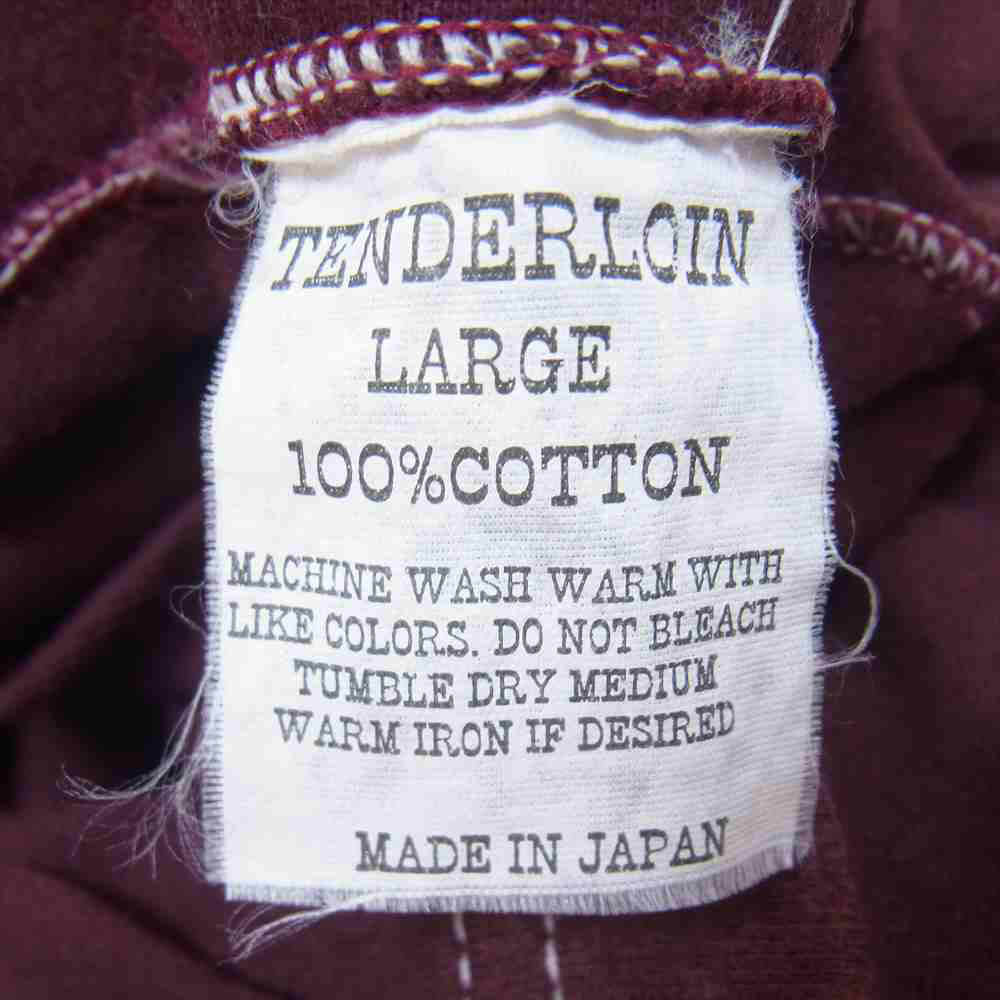 TENDERLOIN
LARGE
100%COTTON
MACHINE WASH WARM WITH
LIKE COLORS. DO NOT BLEACH
TUMBLE DRY MEDIUM
WARM IRON IF DESIRED
MADE IN JAPAN